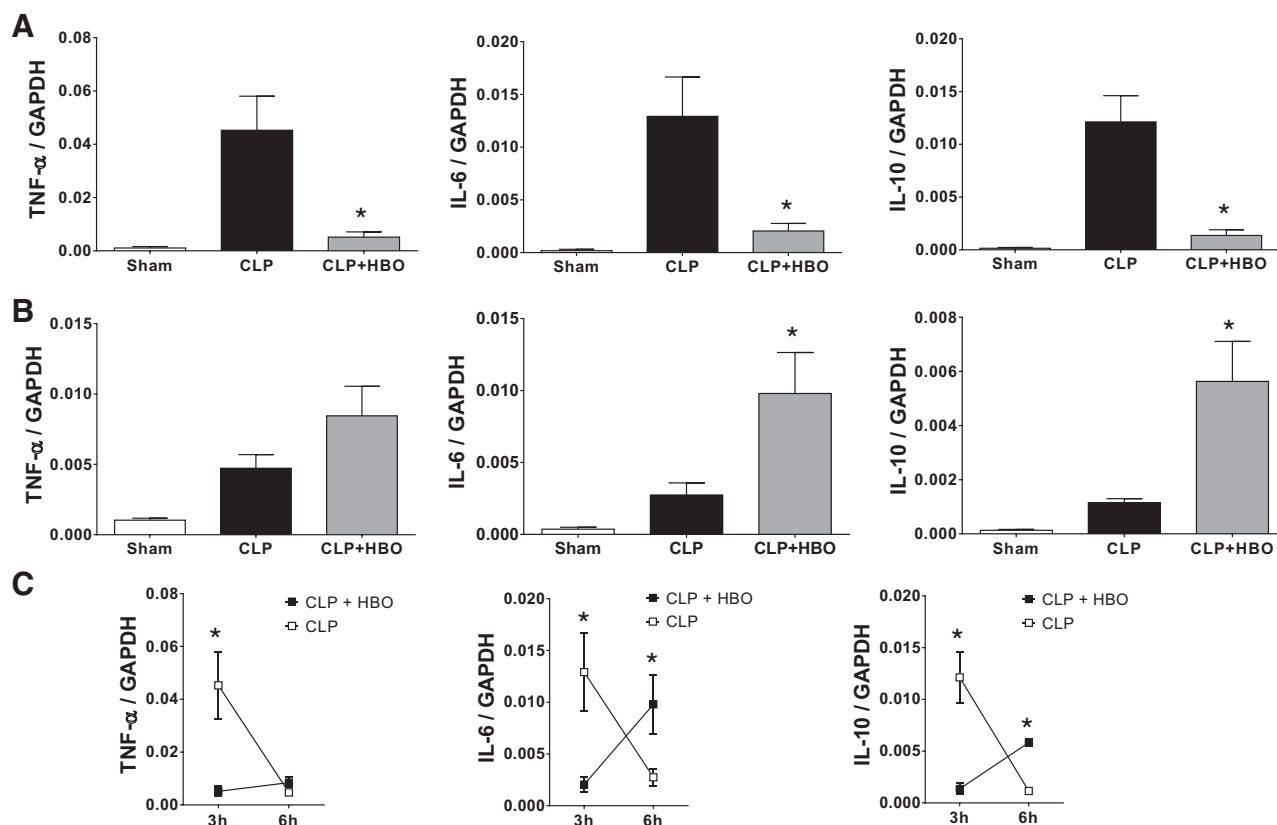 A
TNF-α / GAPDH
0.08
0.06
0.04
0.02
0.00
Sham CLP CLP+HBO
*
IL-6 / GAPDH
0.020
0.015
0.010
0.005
0.000
Sham CLP CLP+HBO
*
IL-10 / GAPDH
0.020
0.015
0.010
0.005
0.000
Sham CLP CLP+HBO
*
B
TNF-α / GAPDH
0.015
0.010
0.005
0.000
Sham CLP CLP+HBO
IL-6 / GAPDH
0.015
0.010
0.005
0.000
Sham CLP CLP+HBO
*
IL-10 / GAPDH
0.008
0.006
0.004
0.002
0.000
Sham CLP CLP+HBO
*
C
TNF-α / GAPDH
0.08
0.06
0.04
0.02
0.00
3h 6h
CLP + HBO
CLP
*
IL-6 / GAPDH
0.020
0.015
0.010
0.005
0.000
3h 6h
CLP + HBO
CLP
*
*
IL-10 / GAPDH
0.020
0.015
0.010
0.005
0.000
3h 6h
CLP + HBO
CLP
*
*